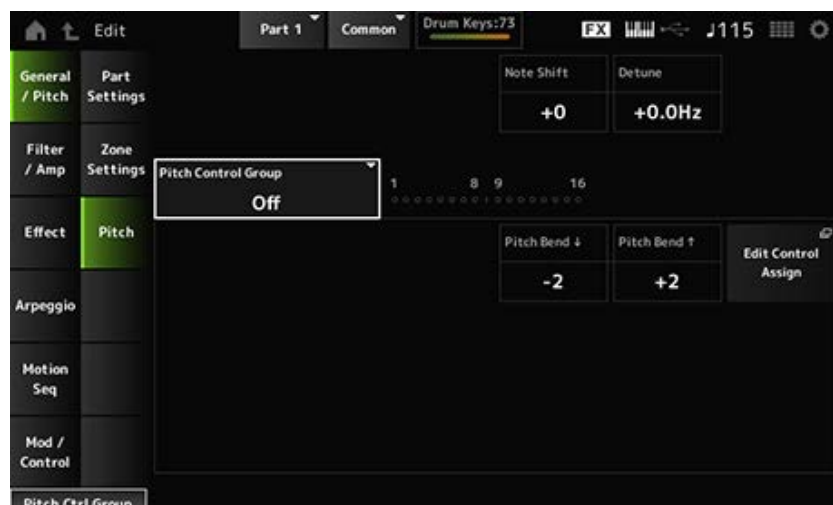 Edit
Part 1
Common
Drum Keys:73
FX
♩115
General
/ Pitch
Part
Settings
Note Shift
+0
Detune
+0.0Hz
Filter
/ Amp
Zone
Settings
Pitch Control Group
Off
1 8 9 16
Effect
Pitch
Pitch Bend ↓
-2
Pitch Bend ↑
+2
Edit Control
Assign
Arpeggio
Motion
Seq
Mod /
Control
Pitch Ctrl Group